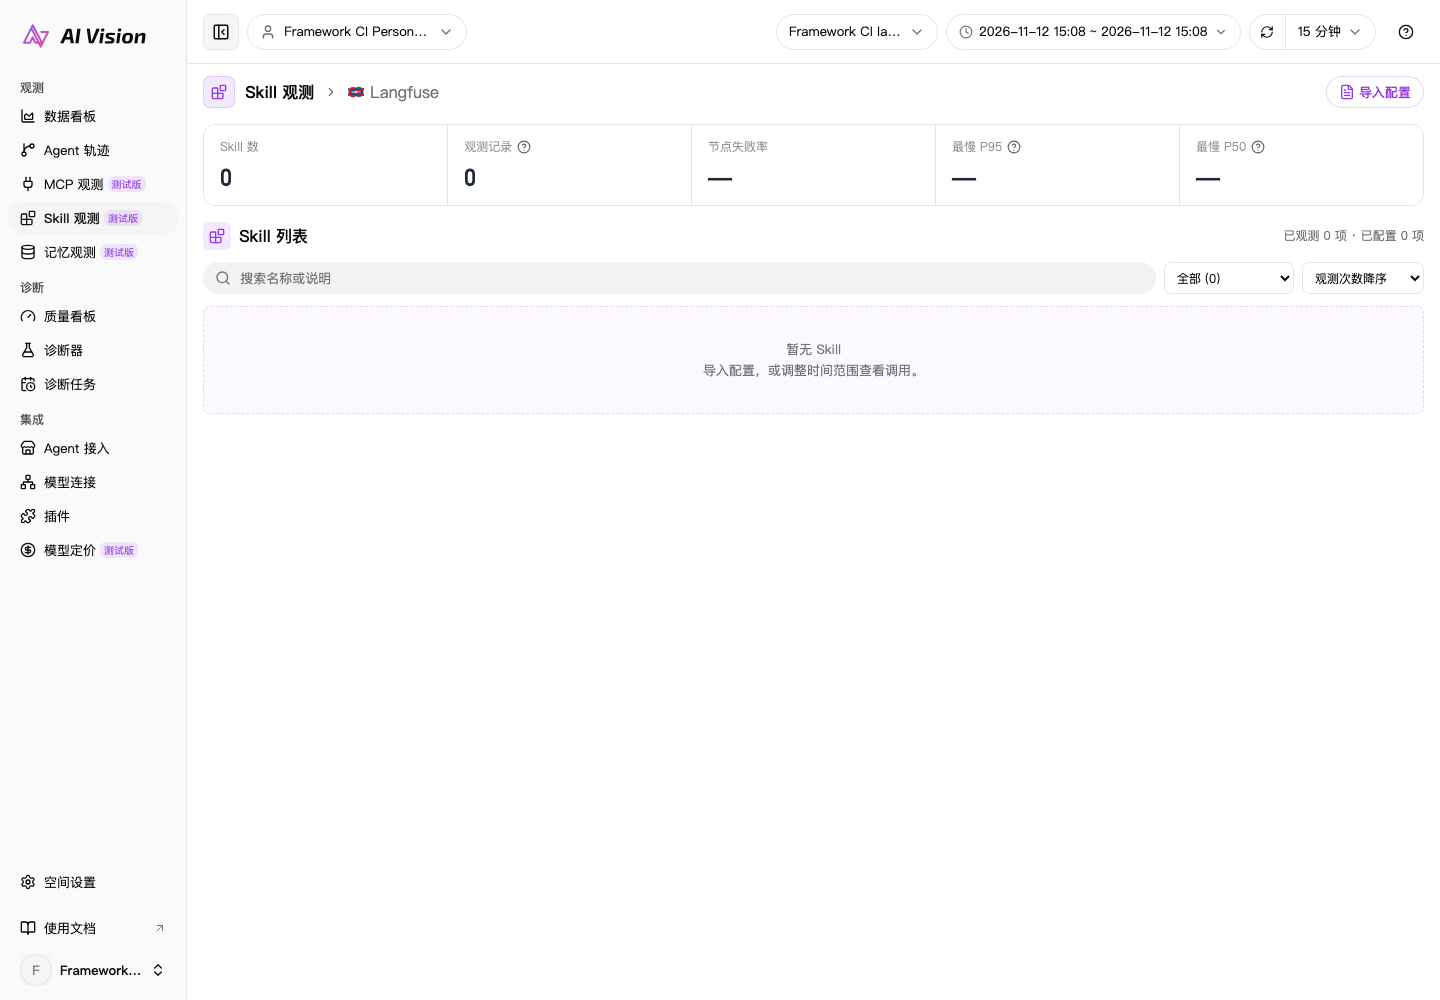 AI Vision
观测
数据看板
Agent 轨迹
MCP 观测 测试版
Skill 观测 测试版
记忆观测 测试版
诊断
质量看板
诊断器
诊断任务
集成
Agent 接入
模型连接
插件
模型定价 测试版
空间设置
使用文档
F Framework...
Framework CI Person...
Framework CI la...
2026-11-12 15:08 ~ 2026-11-12 15:08
15 分钟
Skill 观测
Langfuse
导入配置
Skill 数
0
观测记录
0
节点失败率
—
最慢 P95
—
最慢 P50
—
Skill 列表
已观测 0 项 · 已配置 0 项
搜索名称或说明
全部 (0)
观测次数降序
暂无 Skill
导入配置，或调整时间范围查看调用。